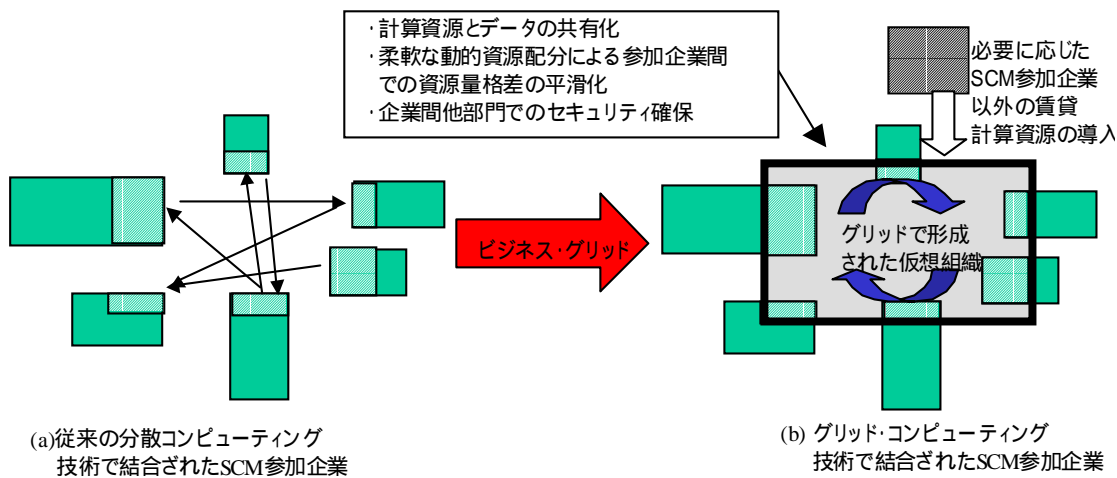 ・計算資源とデータの共有化
・柔軟な動的資源配分による参加企業間
での資源量格差の平滑化
・企業間他部門でのセキュリティ確保
必要に応じた
SCM参加企業
以外の賃貸
計算資源の導入
ビジネス・グリッド
グリッドで形成
された仮想組織
(a)従来の分散コンピューティング
技術で結合されたSCM参加企業
(b) グリッド・コンピューティング
技術で結合されたSCM参加企業